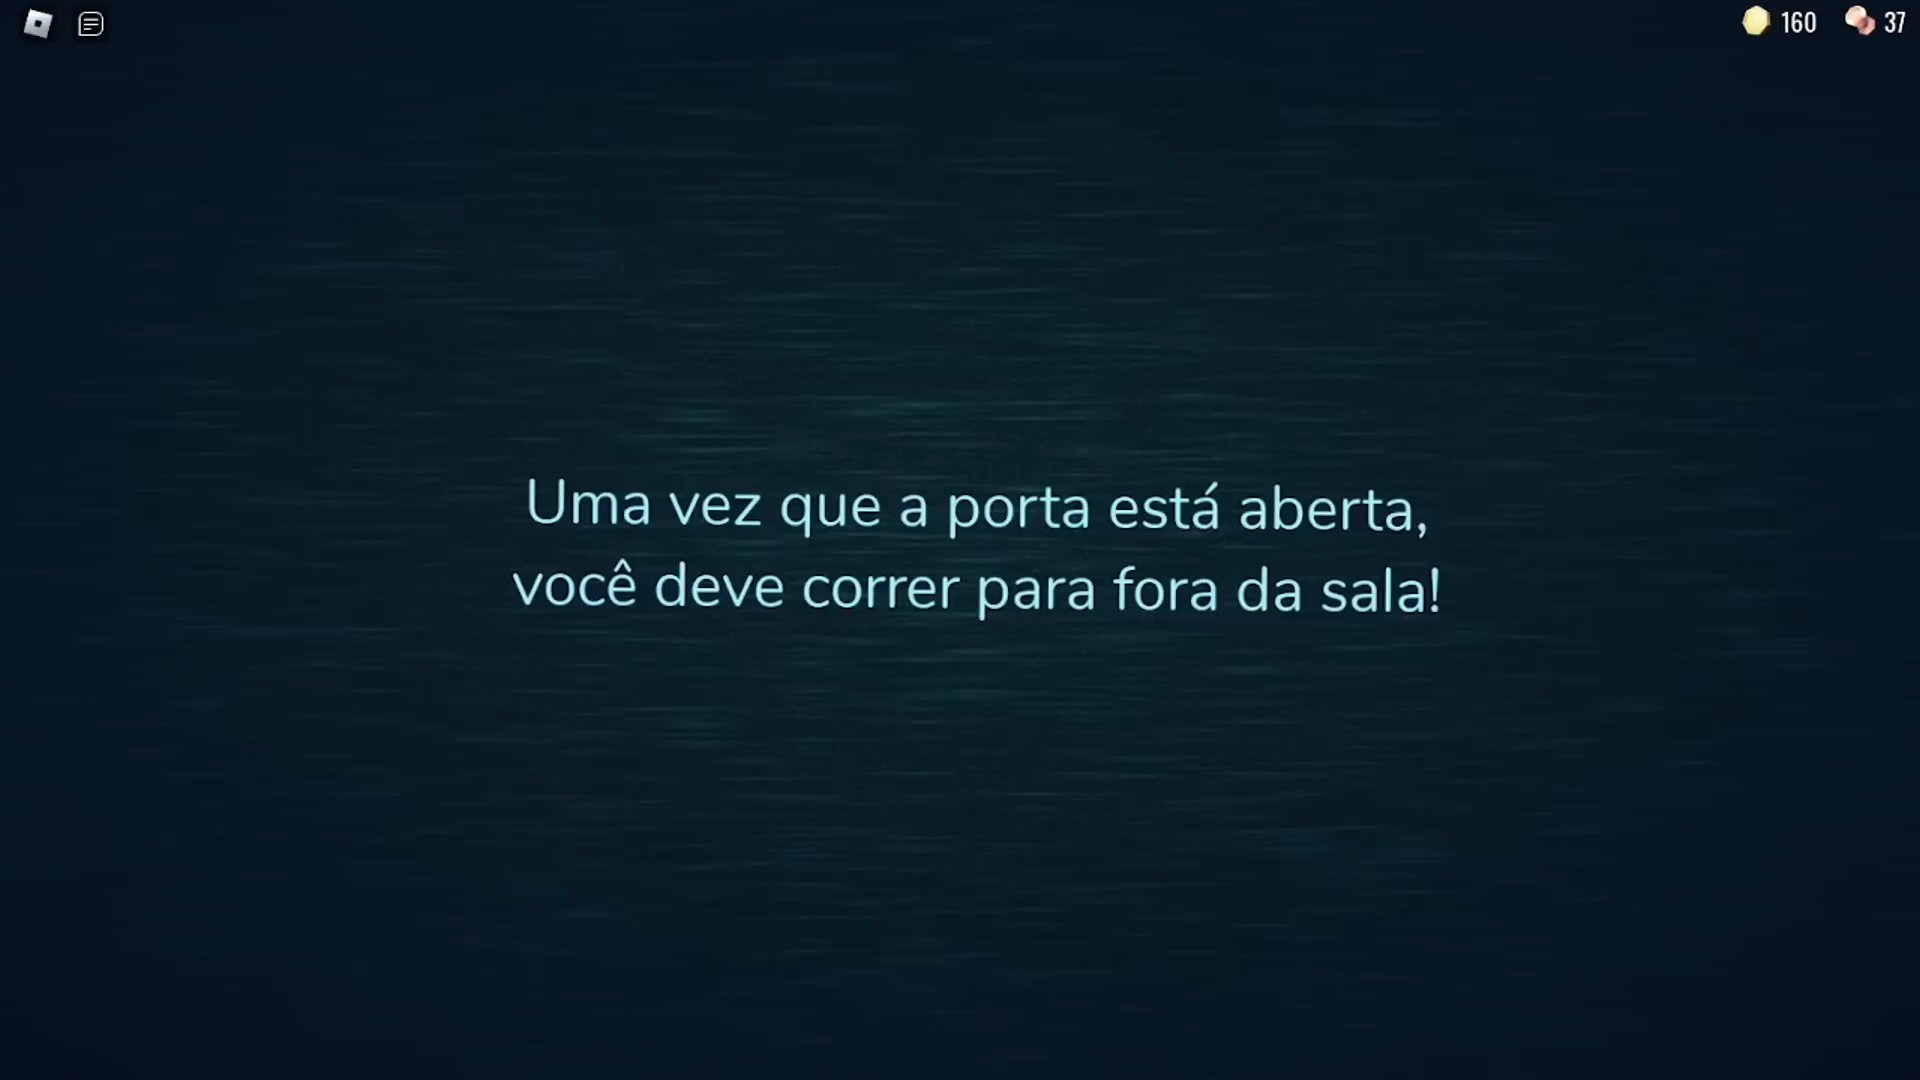 160 37
Uma vez que a porta está aberta,
você deve correr para fora da sala!